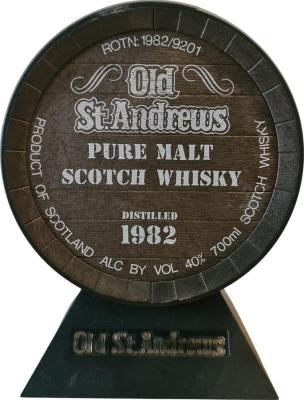 ROTN: 1982/9201
Old
St.Andrews
PURE MALT
SCOTCH WHISKY
DISTILLED
1982
PRODUCT OF SCOTLAND ALC BY VOL 40% 700ml SCOTCH WHISKY
Old St.Andrews